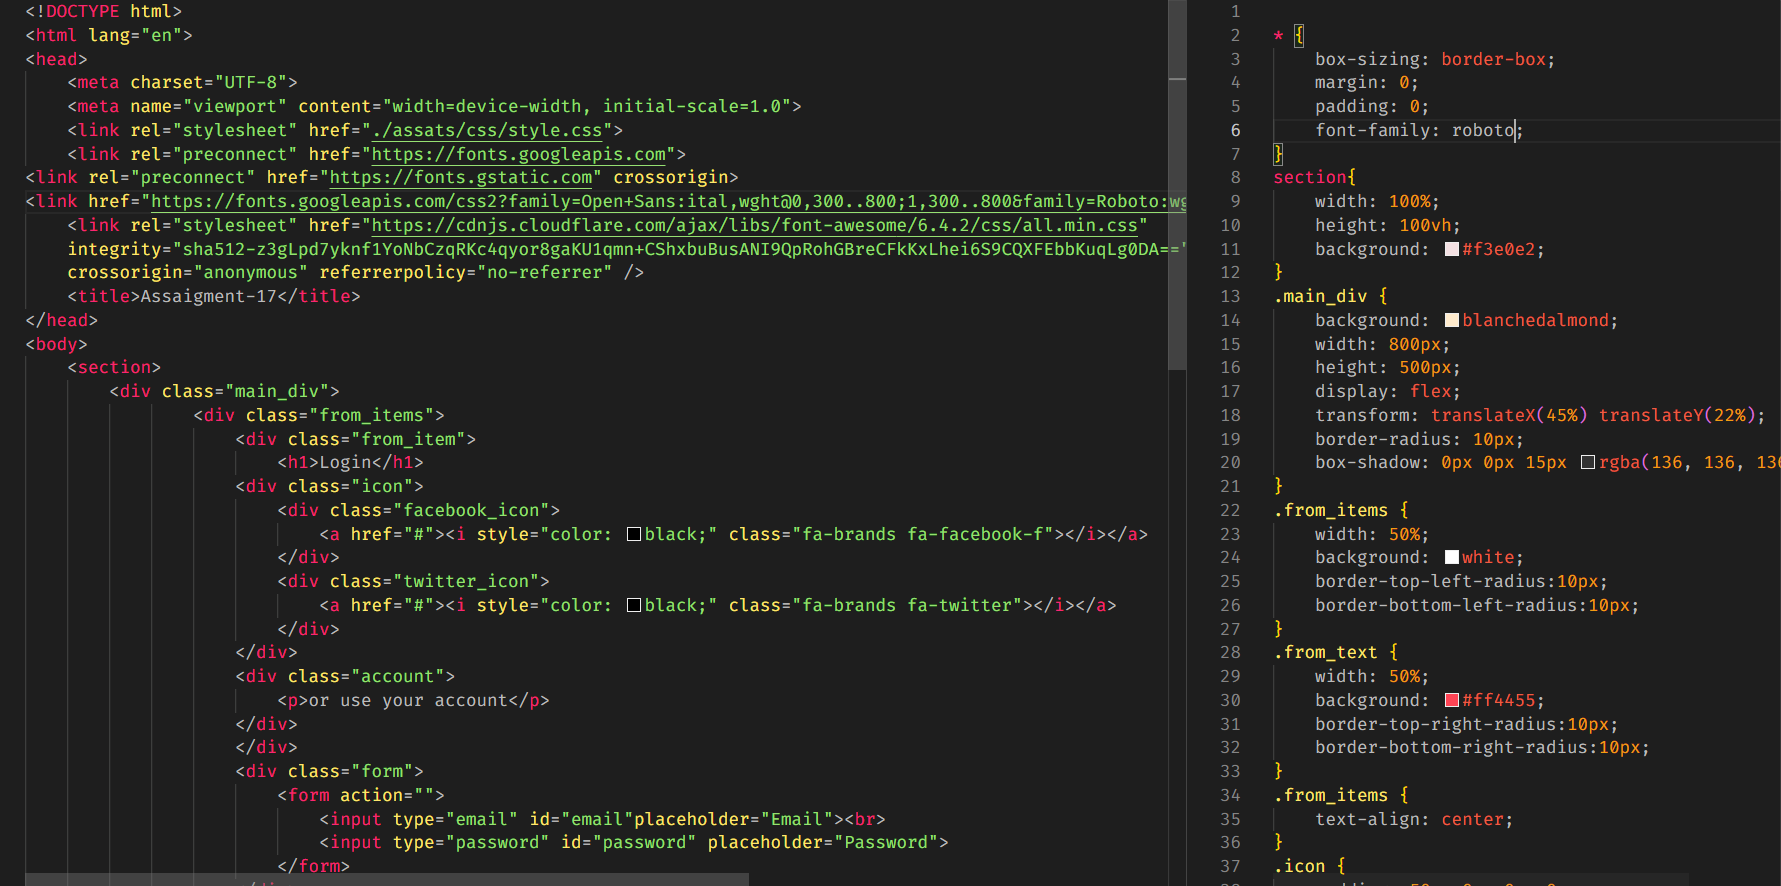 <!DOCTYPE html>
<html lang="en">
<head>
<meta charset="UTF-8">
<meta name="viewport" content="width=device-width, initial-scale=1.0">
<link rel="stylesheet" href="./assats/css/style.css">
<link rel="preconnect" href="https://fonts.googleapis.com">
<link rel="preconnect" href="https://fonts.gstatic.com" crossorigin>
<link href="https://fonts.googleapis.com/css2?family=Open+Sans:ital,wght@0,300..800;1,300..800&family=Roboto:wg
<link rel="stylesheet" href="https://cdnjs.cloudflare.com/ajax/libs/font-awesome/6.4.2/css/all.min.css"
integrity="sha512-z3gLpd7yknf1YoNbCzqRKc4qyor8gaKU1qmn+CShxbuBusANI9QpRohGBreCFkKxLhei6S9CQXFEbbKuqLg0DA=="
crossorigin="anonymous" referrerpolicy="no-referrer" />
<title>Assaigment-17</title>
</head>
<body>
<section>
<div class="main_div">
<div class="from_items">
<div class="from_item">
<h1>Login</h1>
<div class="icon">
<div class="facebook_icon">
<a href="#"><i style="color: black;" class="fa-brands fa-facebook-f"></i></a>
</div>
<div class="twitter_icon">
<a href="#"><i style="color: black;" class="fa-brands fa-twitter"></i></a>
</div>
</div>
<div class="account">
<p>or use your account</p>
</div>
</div>
<div class="form">
<form action="">
<input type="email" id="email"placeholder="Email"><br>
<input type="password" id="password" placeholder="Password">
</form>
1
2 * {
3 box-sizing: border-box;
4 margin: 0;
5 padding: 0;
6 font-family: roboto;
7 }
8 section{
9 width: 100%;
10 height: 100vh;
11 background: #f3e0e2;
12 }
13 .main_div {
14 background: blanchedalmond;
15 width: 800px;
16 height: 500px;
17 display: flex;
18 transform: translateX(45%) translateY(22%);
19 border-radius: 10px;
20 box-shadow: 0px 0px 15px rgba(136, 136, 136
21 }
22 .from_items {
23 width: 50%;
24 background: white;
25 border-top-left-radius:10px;
26 border-bottom-left-radius:10px;
27 }
28 .from_text {
29 width: 50%;
30 background: #ff4455;
31 border-top-right-radius:10px;
32 border-bottom-right-radius:10px;
33 }
34 .from_items {
35 text-align: center;
36 }
37 .icon {